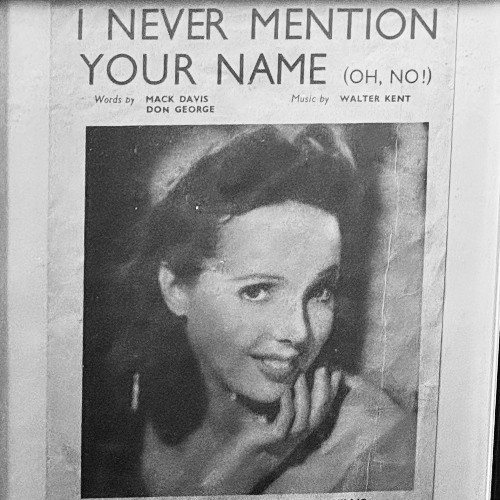 I NEVER MENTION
YOUR NAME (OH, NO!)
Words by MACK DAVIS Music by WALTER KENT
DON GEORGE